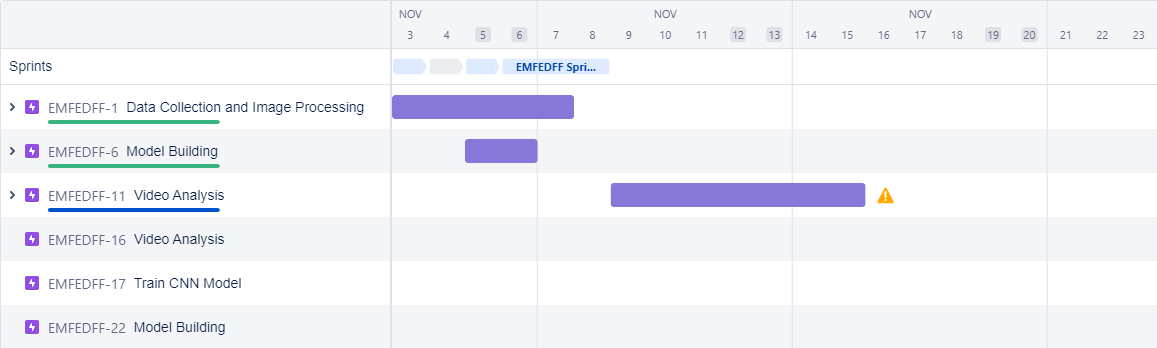 NOV NOV NOV
3 4 5 6 7 8 9 10 11 12 13 14 15 16 17 18 19 20 21 22 23
Sprints EMFEDFF Spri...
EMFEDFF-1 Data Collection and Image Processing
EMFEDFF-6 Model Building
EMFEDFF-11 Video Analysis
EMFEDFF-16 Video Analysis
EMFEDFF-17 Train CNN Model
EMFEDFF-22 Model Building